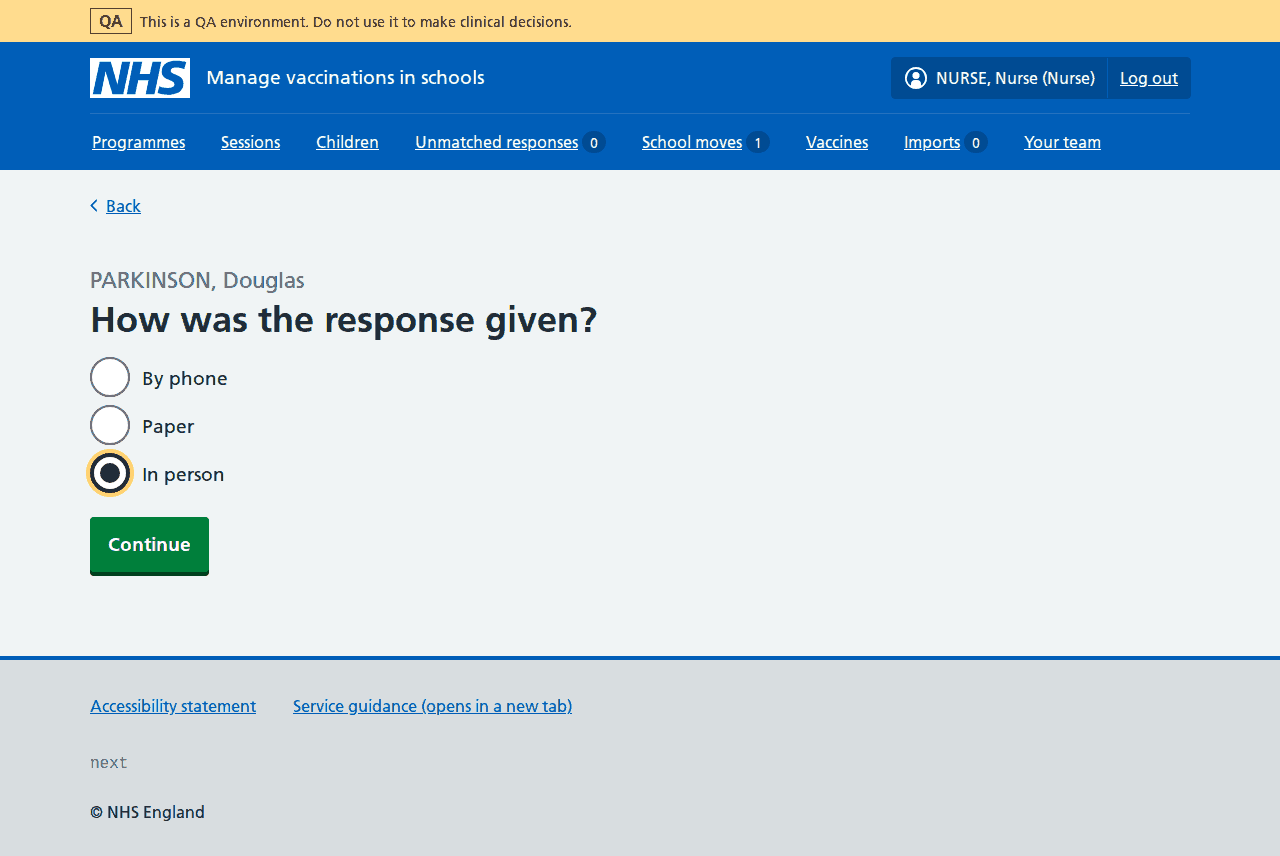 QA This is a QA environment. Do not use it to make clinical decisions.
NHS Manage vaccinations in schools NURSE, Nurse (Nurse) Log out
Programmes Sessions Children Unmatched responses 0 School moves 1 Vaccines Imports 0 Your team
Back
PARKINSON, Douglas
How was the response given?
By phone
Paper
In person
Continue
Accessibility statement Service guidance (opens in a new tab)
next
© NHS England